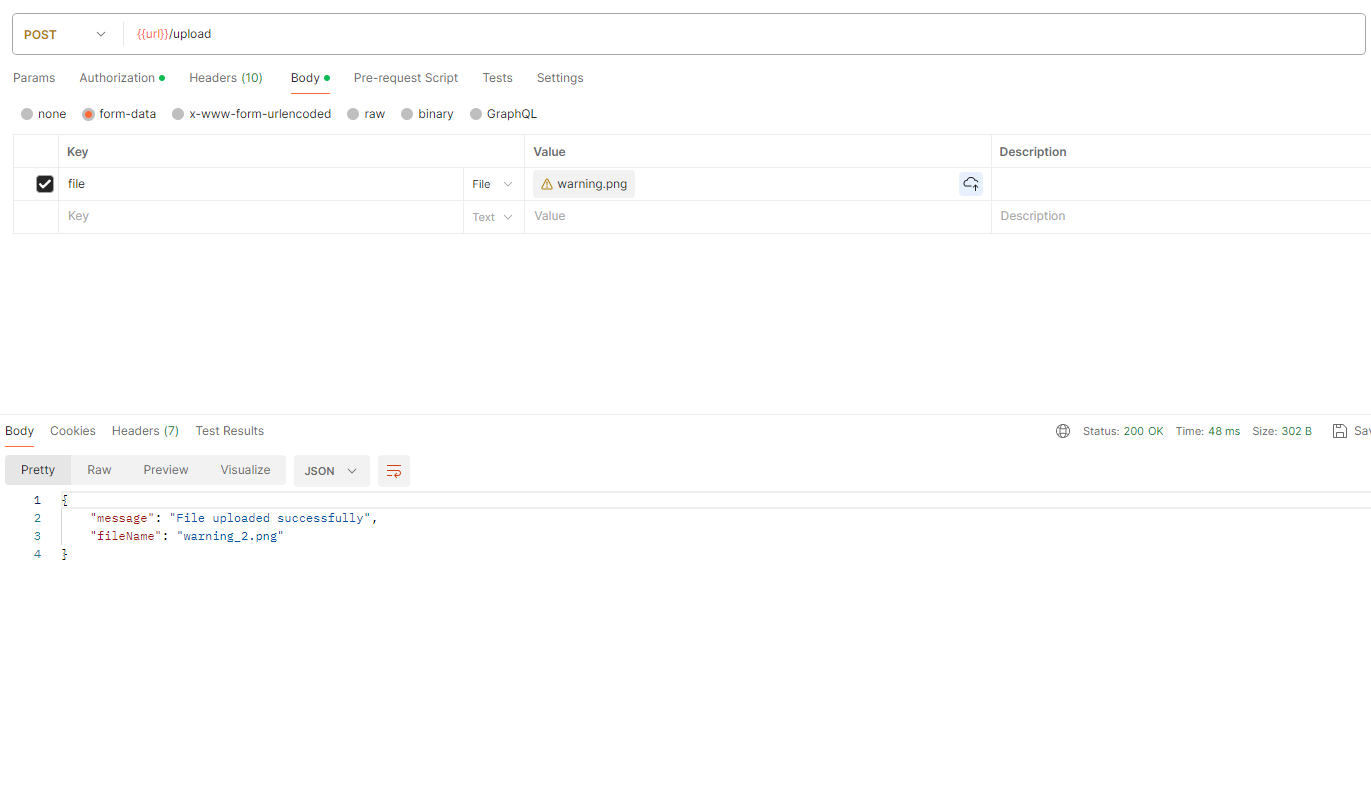 POST {{url}}/upload
Params Authorization Headers (10) Body Pre-request Script Tests Settings
none form-data x-www-form-urlencoded raw binary GraphQL
Key Value Description
file File warning.png
Key Text Value Description
Body Cookies Headers (7) Test Results Status: 200 OK Time: 48 ms Size: 302 B Sav
Pretty Raw Preview Visualize JSON
1 {
2 "message": "File uploaded successfully",
3 "fileName": "warning_2.png"
4 }